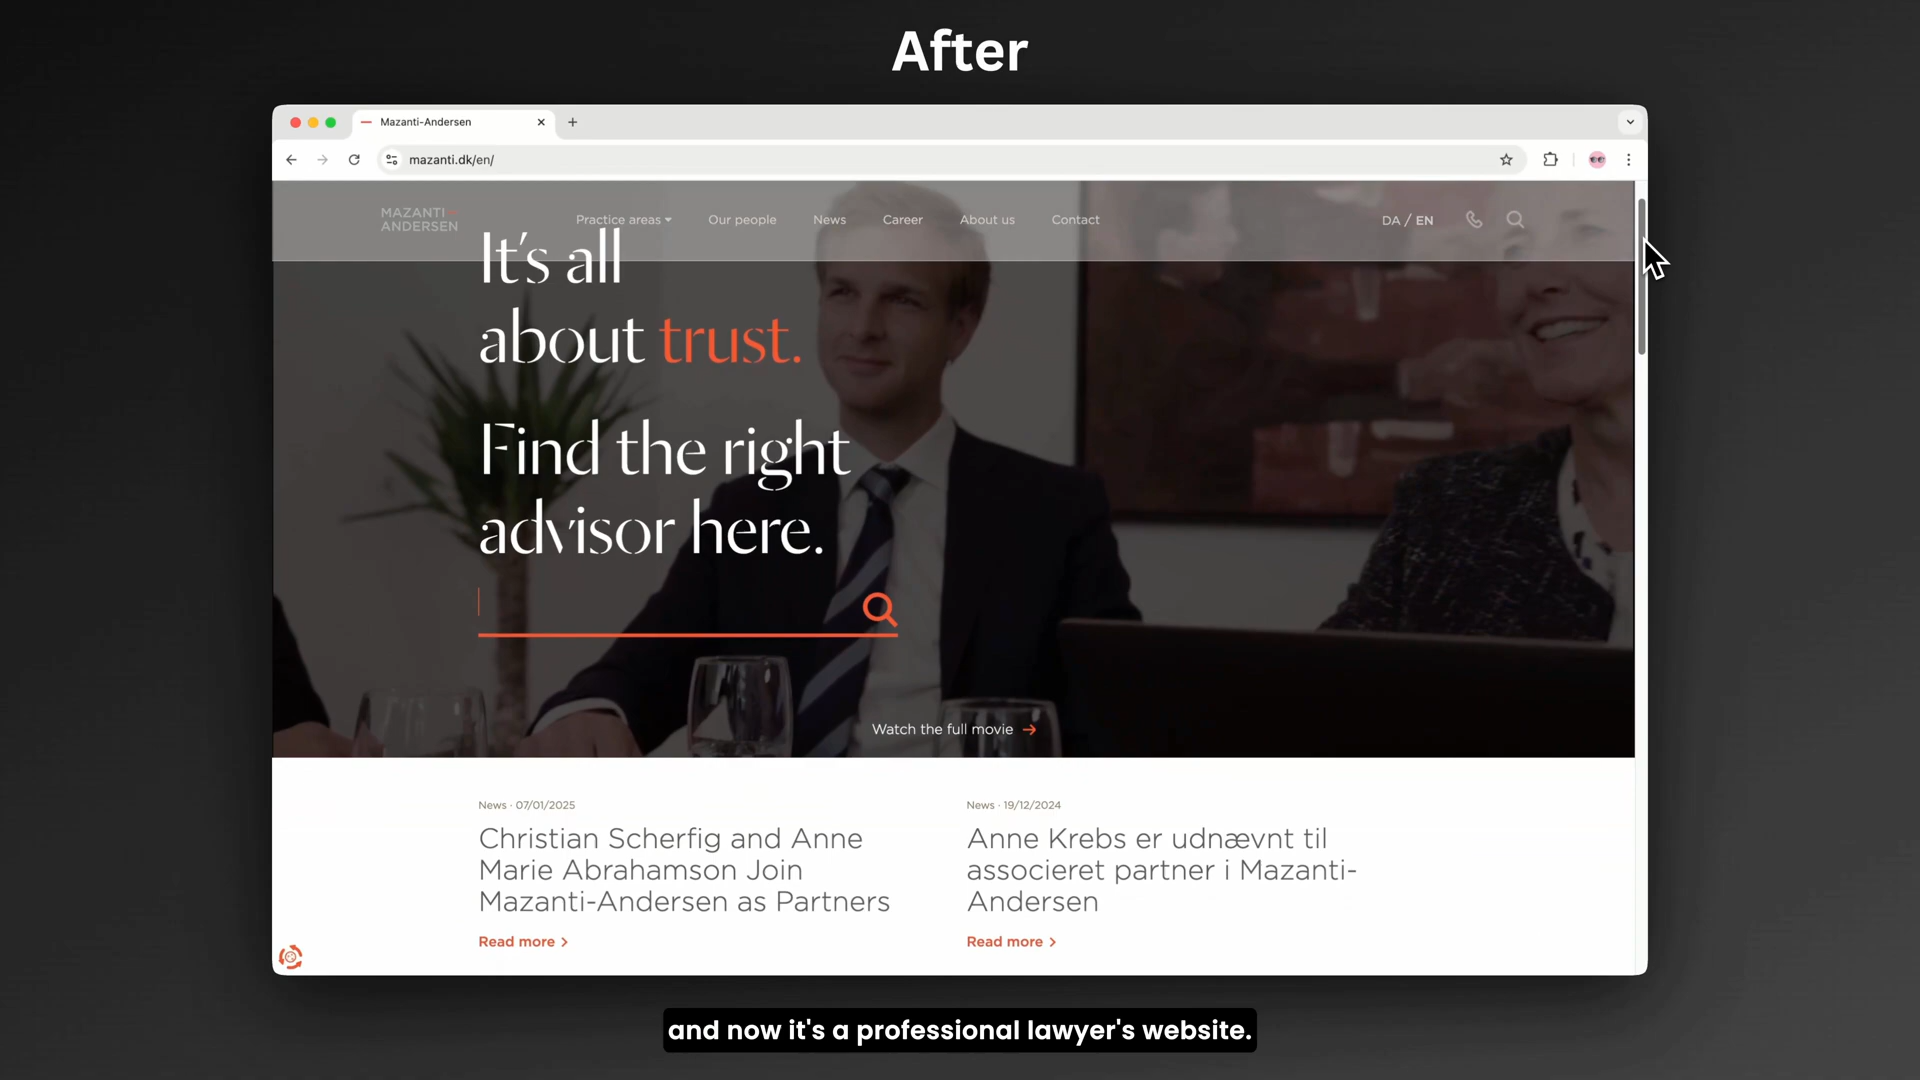 After
Mazanti-Andersen
mazanti.dk/en/
MAZANTI
ANDERSEN
Practice areas
Our people
News
Career
About us
Contact
DA / EN
It's all
about trust.
Find the right
advisor here.
Watch the full movie
News · 07/01/2025
Christian Scherfig and Anne
Marie Abrahamson Join
Mazanti-Andersen as Partners
Read more
News · 19/12/2024
Anne Krebs er udnævnt til
associeret partner i Mazanti-
Andersen
Read more
and now it's a professional lawyer's website.